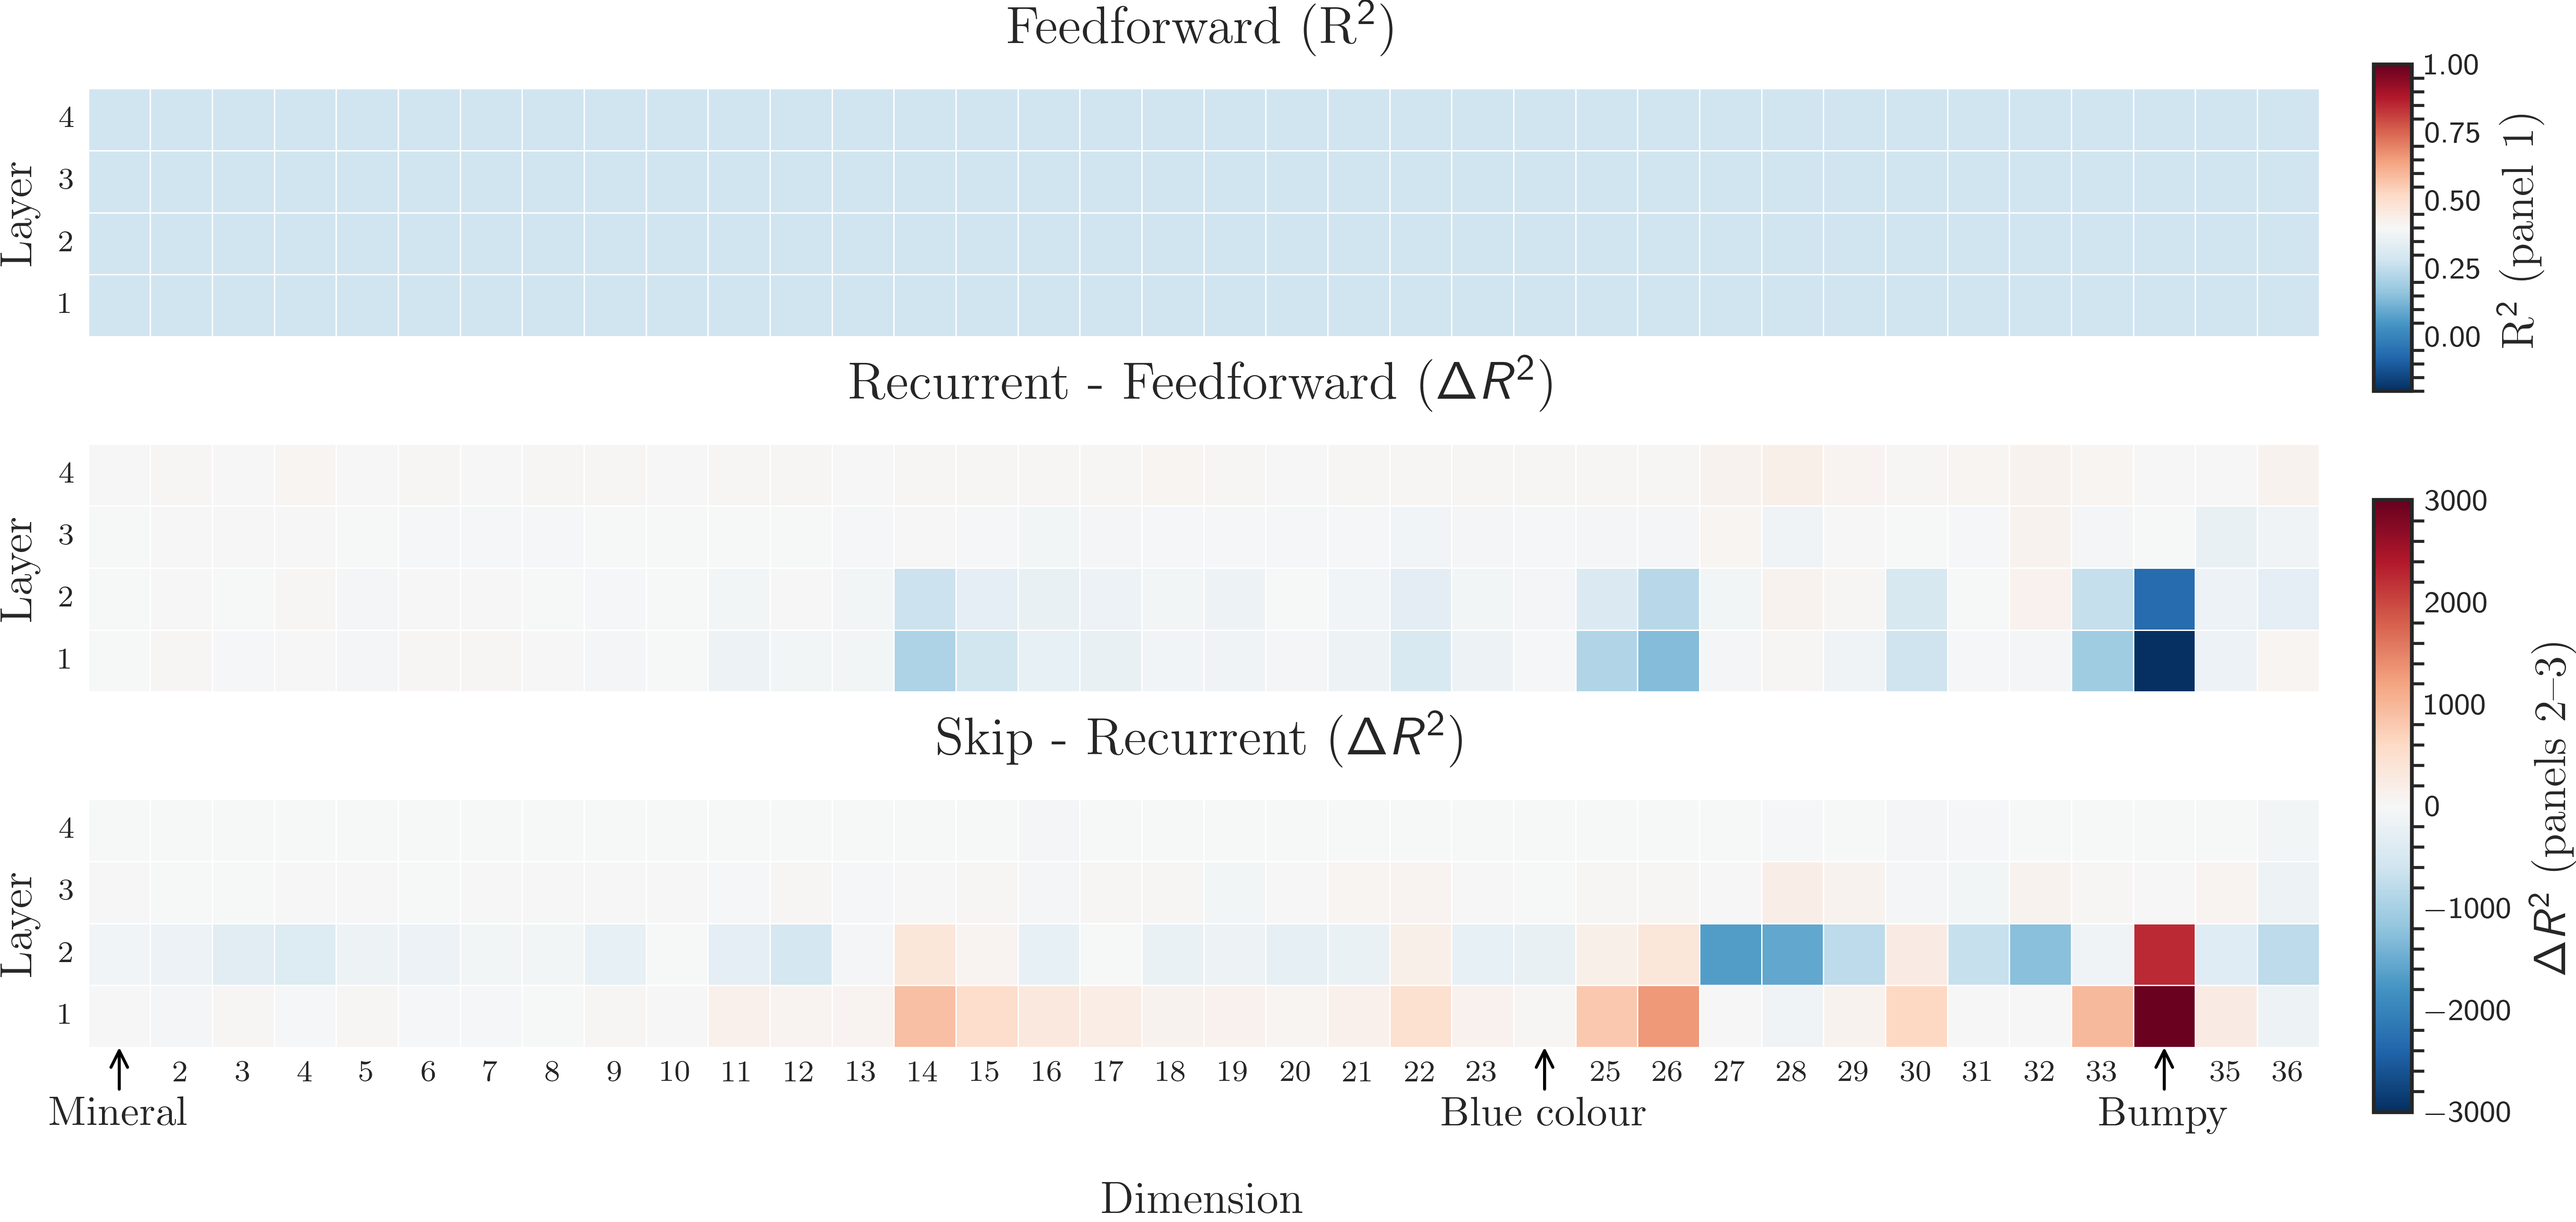 Feedforward (R²)
Layer
4
3
2
1
1.00
0.75
0.50
0.25
0.00
R² (panel 1)
Recurrent - Feedforward (ΔR²)
Layer
4
3
2
1
Skip - Recurrent (ΔR²)
Layer
4
3
2
1
3000
2000
1000
0
−1000
−2000
−3000
ΔR² (panels 2–3)
2 3 4 5 6 7 8 9 10 11 12 13 14 15 16 17 18 19 20 21 22 23 25 26 27 28 29 30 31 32 33 35 36
Mineral Blue colour Bumpy
Dimension